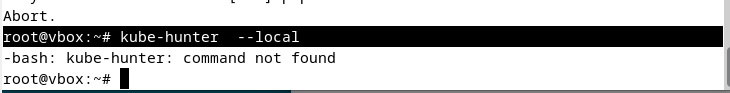 Abort.
root@vbox:~# kube-hunter  --local
-bash: kube-hunter: command not found
root@vbox:~#